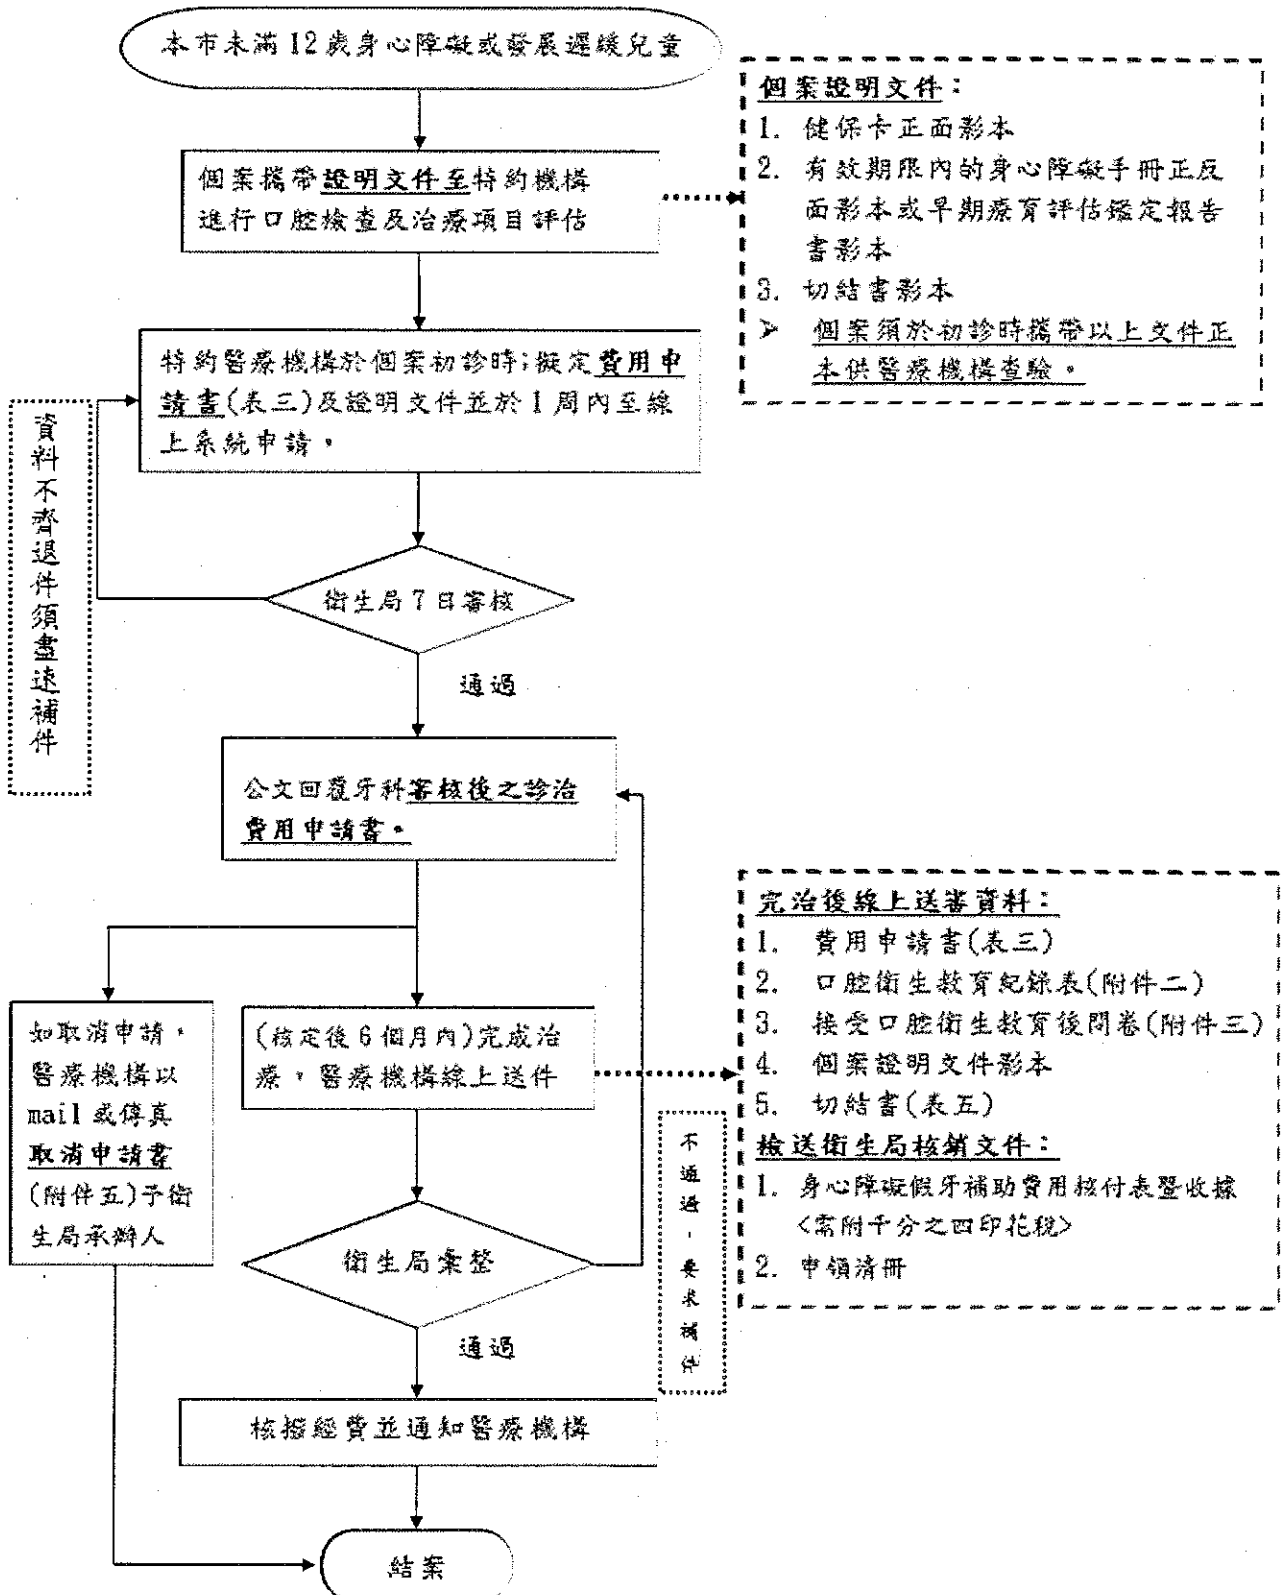 本市未滿12歲身心障礙或發展遲緩兒童
個案攜帶證明文件至特約機構
進行口腔檢查及治療項目評估
個案證明文件：
1. 健保卡正面影本
2. 有效期限內的身心障礙手冊正反
面影本或早期療育評估鑑定報告
書影本
3. 切結書影本
➢ 個案須於初診時攜帶以上文件正
本供醫療機構查驗。
特約醫療機構於個案初診時;擬定費用申
請書(表三)及證明文件並於1周內至線
上系統申請。
資料不齊退件須盡速補件
衛生局7日審核
通過
公文回覆牙科審核後之診治
費用申請書。
如取消申請，
醫療機構以
mail或傳真
取消申請書
(附件五)予衛
生局承辦人
(核定後6個月內)完成治
療，醫療機構線上送件
完治後線上送審資料：
1. 費用申請書(表三)
2. 口腔衛生教育紀錄表(附件二)
3. 接受口腔衛生教育後問卷(附件三)
4. 個案證明文件影本
5. 切結書(表五)
檢送衛生局核銷文件：
1. 身心障礙假牙補助費用核付表暨收據
<需附千分之四印花稅>
2. 申領清冊
不通過，要求補件
衛生局彙整
通過
核撥經費並通知醫療機構
結案